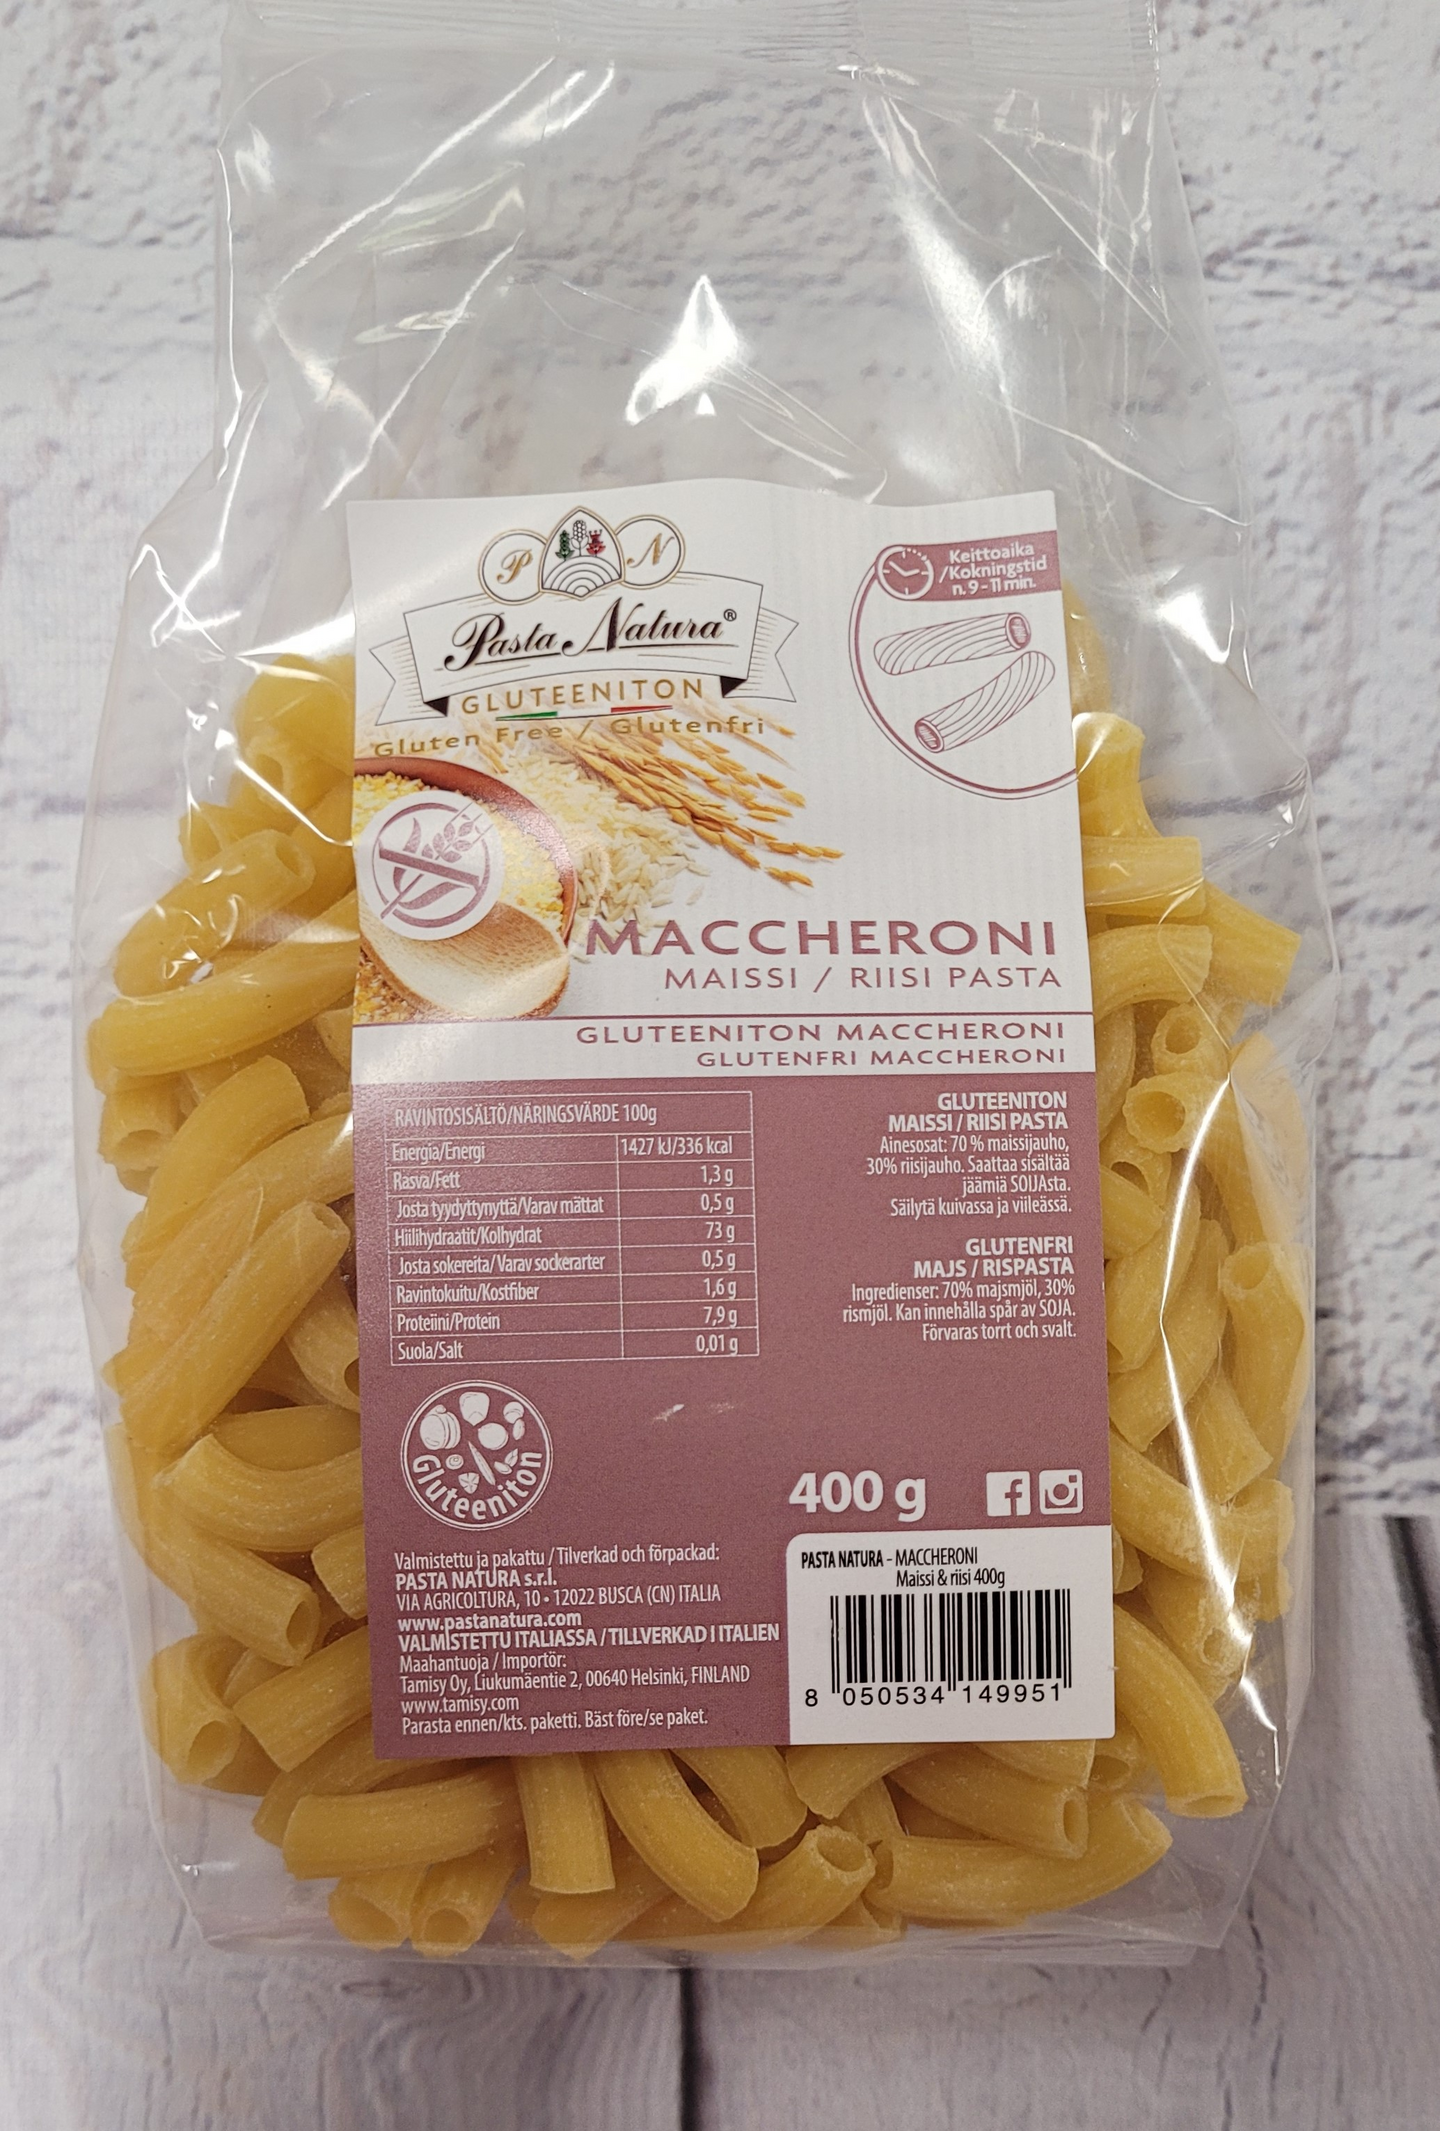 P N
Pasta Natura®
GLUTEENITON
Gluten Free / Glutenfri
Keittoaika
/Kokningstid
n. 9 - 11 min.
MACCHERONI
MAISSI / RIISI PASTA
GLUTEENITON MACCHERONI
GLUTENFRI MACCHERONI
RAVINTOSISÄLTÖ/NÄRINGSVÄRDE 100g
Energia/Energi 1427 kJ/336 kcal
Rasva/Fett 1,3 g
Josta tyydyttynyttä/Varav mättat 0,5 g
Hiilihydraatit/Kolhydrat 73 g
Josta sokereita/Varav sockerarter 0,5 g
Ravintokuitu/Kostfiber 1,6 g
Proteiini/Protein 7,9 g
Suola/Salt 0,01 g
GLUTEENITON
MAISSI / RIISI PASTA
Ainesosat: 70 % maissijauho,
30% riisijauho. Saattaa sisältää
jäämiä SOIJAsta.
Säilytä kuivassa ja viileässä.
GLUTENFRI
MAJS / RISPASTA
Ingredienser: 70% majsmjöl, 30%
rismjöl. Kan innehålla spår av SOJA.
Förvaras torrt och svalt.
Gluteeniton
400 g
Valmistettu ja pakattu / Tilverkad och förpackad:
PASTA NATURA s.r.l.
VIA AGRICOLTURA, 10 • 12022 BUSCA (CN) ITALIA
www.pastanatura.com
VALMISTETTU ITALIASSA / TILLVERKAD I ITALIEN
Maahantuoja / Importör:
Tamisy Oy, Liukumäentie 2, 00640 Helsinki, FINLAND
www.tamisy.com
Parasta ennen/kts. paketti. Bäst före/se paket.
PASTA NATURA - MACCHERONI
Maissi & riisi 400g
8 050534 149951